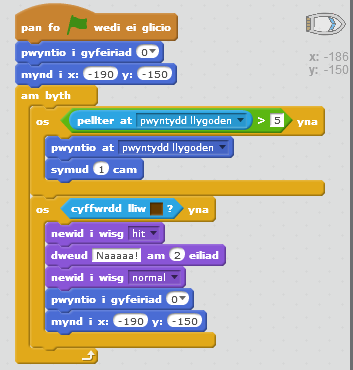 pan fo wedi ei glicio
x: -186
y: -150
pwyntio i gyfeiriad 0
mynd i x: -190 y: -150
am byth
os pellter at pwyntydd llygoden > 5 yna
pwyntio at pwyntydd llygoden
symud 1 cam
os cyffwrdd lliw ? yna
newid i wisg hit
dweud Naaaaa! am 2 eiliad
newid i wisg normal
pwyntio i gyfeiriad 0
mynd i x: -190 y: -150